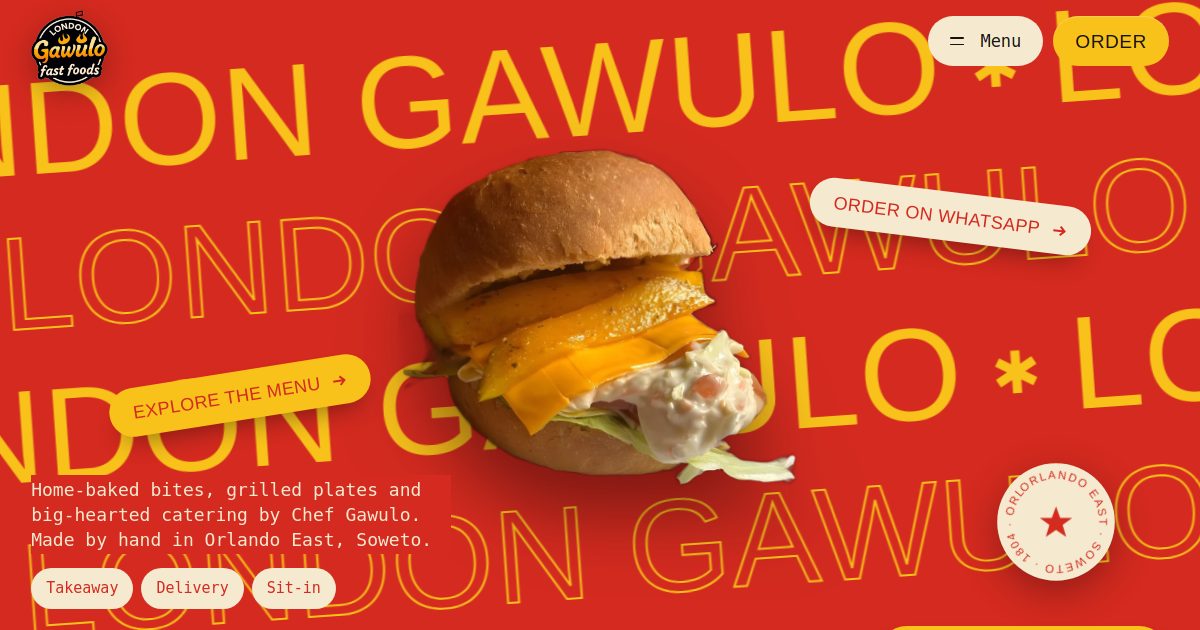 LONDON
Gawulo
fast foods
Menu
ORDER
NDON GAWULO * LO
LONDO GAWULO
ORDER ON WHATSAPP →
EXPLORE THE MENU →
NDON GAWULO * LO
Home-baked bites, grilled plates and
big-hearted catering by Chef Gawulo.
Made by hand in Orlando East, Soweto.
LONDON GAWULO
Takeaway
Delivery
Sit-in
ORLORLANDO EAST · SOWETO · 1804 ·